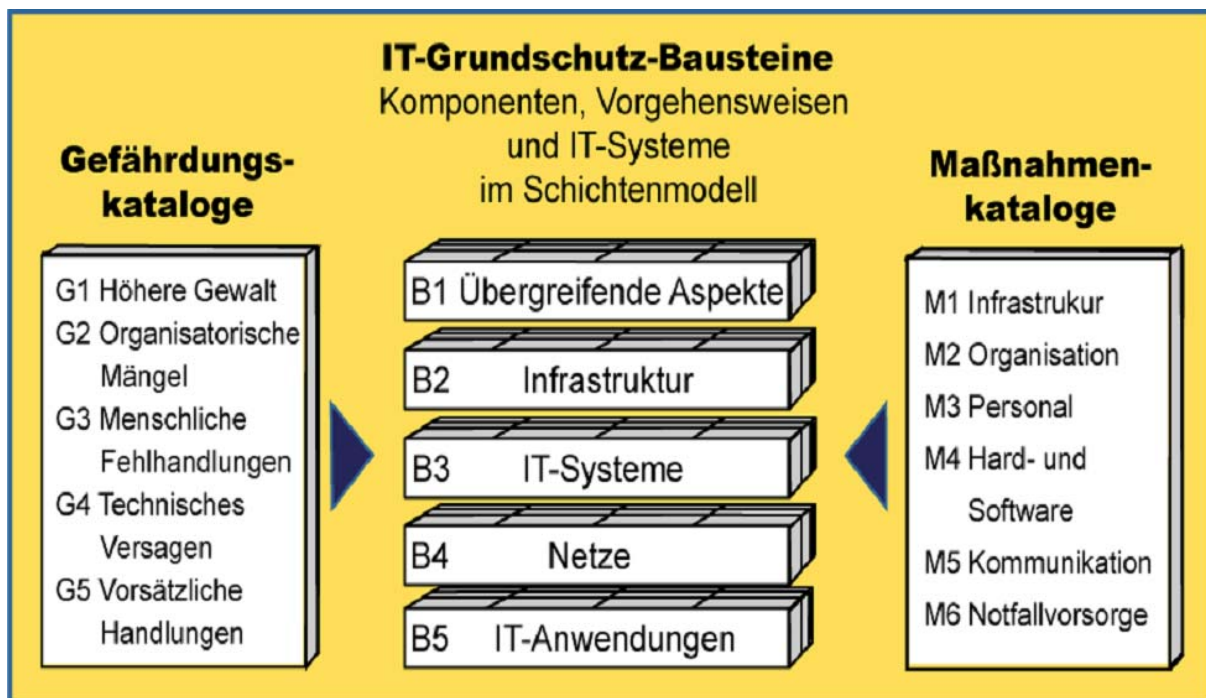 IT-Grundschutz-Bausteine
Komponenten, Vorgehensweisen
und IT-Systeme
im Schichtenmodell
Gefährdungs-
kataloge
G1 Höhere Gewalt
G2 Organisatorische
Mängel
G3 Menschliche
Fehlhandlungen
G4 Technisches
Versagen
G5 Vorsätzliche
Handlungen
B1 Übergreifende Aspekte
B2 Infrastruktur
B3 IT-Systeme
B4 Netze
B5 IT-Anwendungen
Maßnahmen-
kataloge
M1 Infrastrukur
M2 Organisation
M3 Personal
M4 Hard- und
Software
M5 Kommunikation
M6 Notfallvorsorge